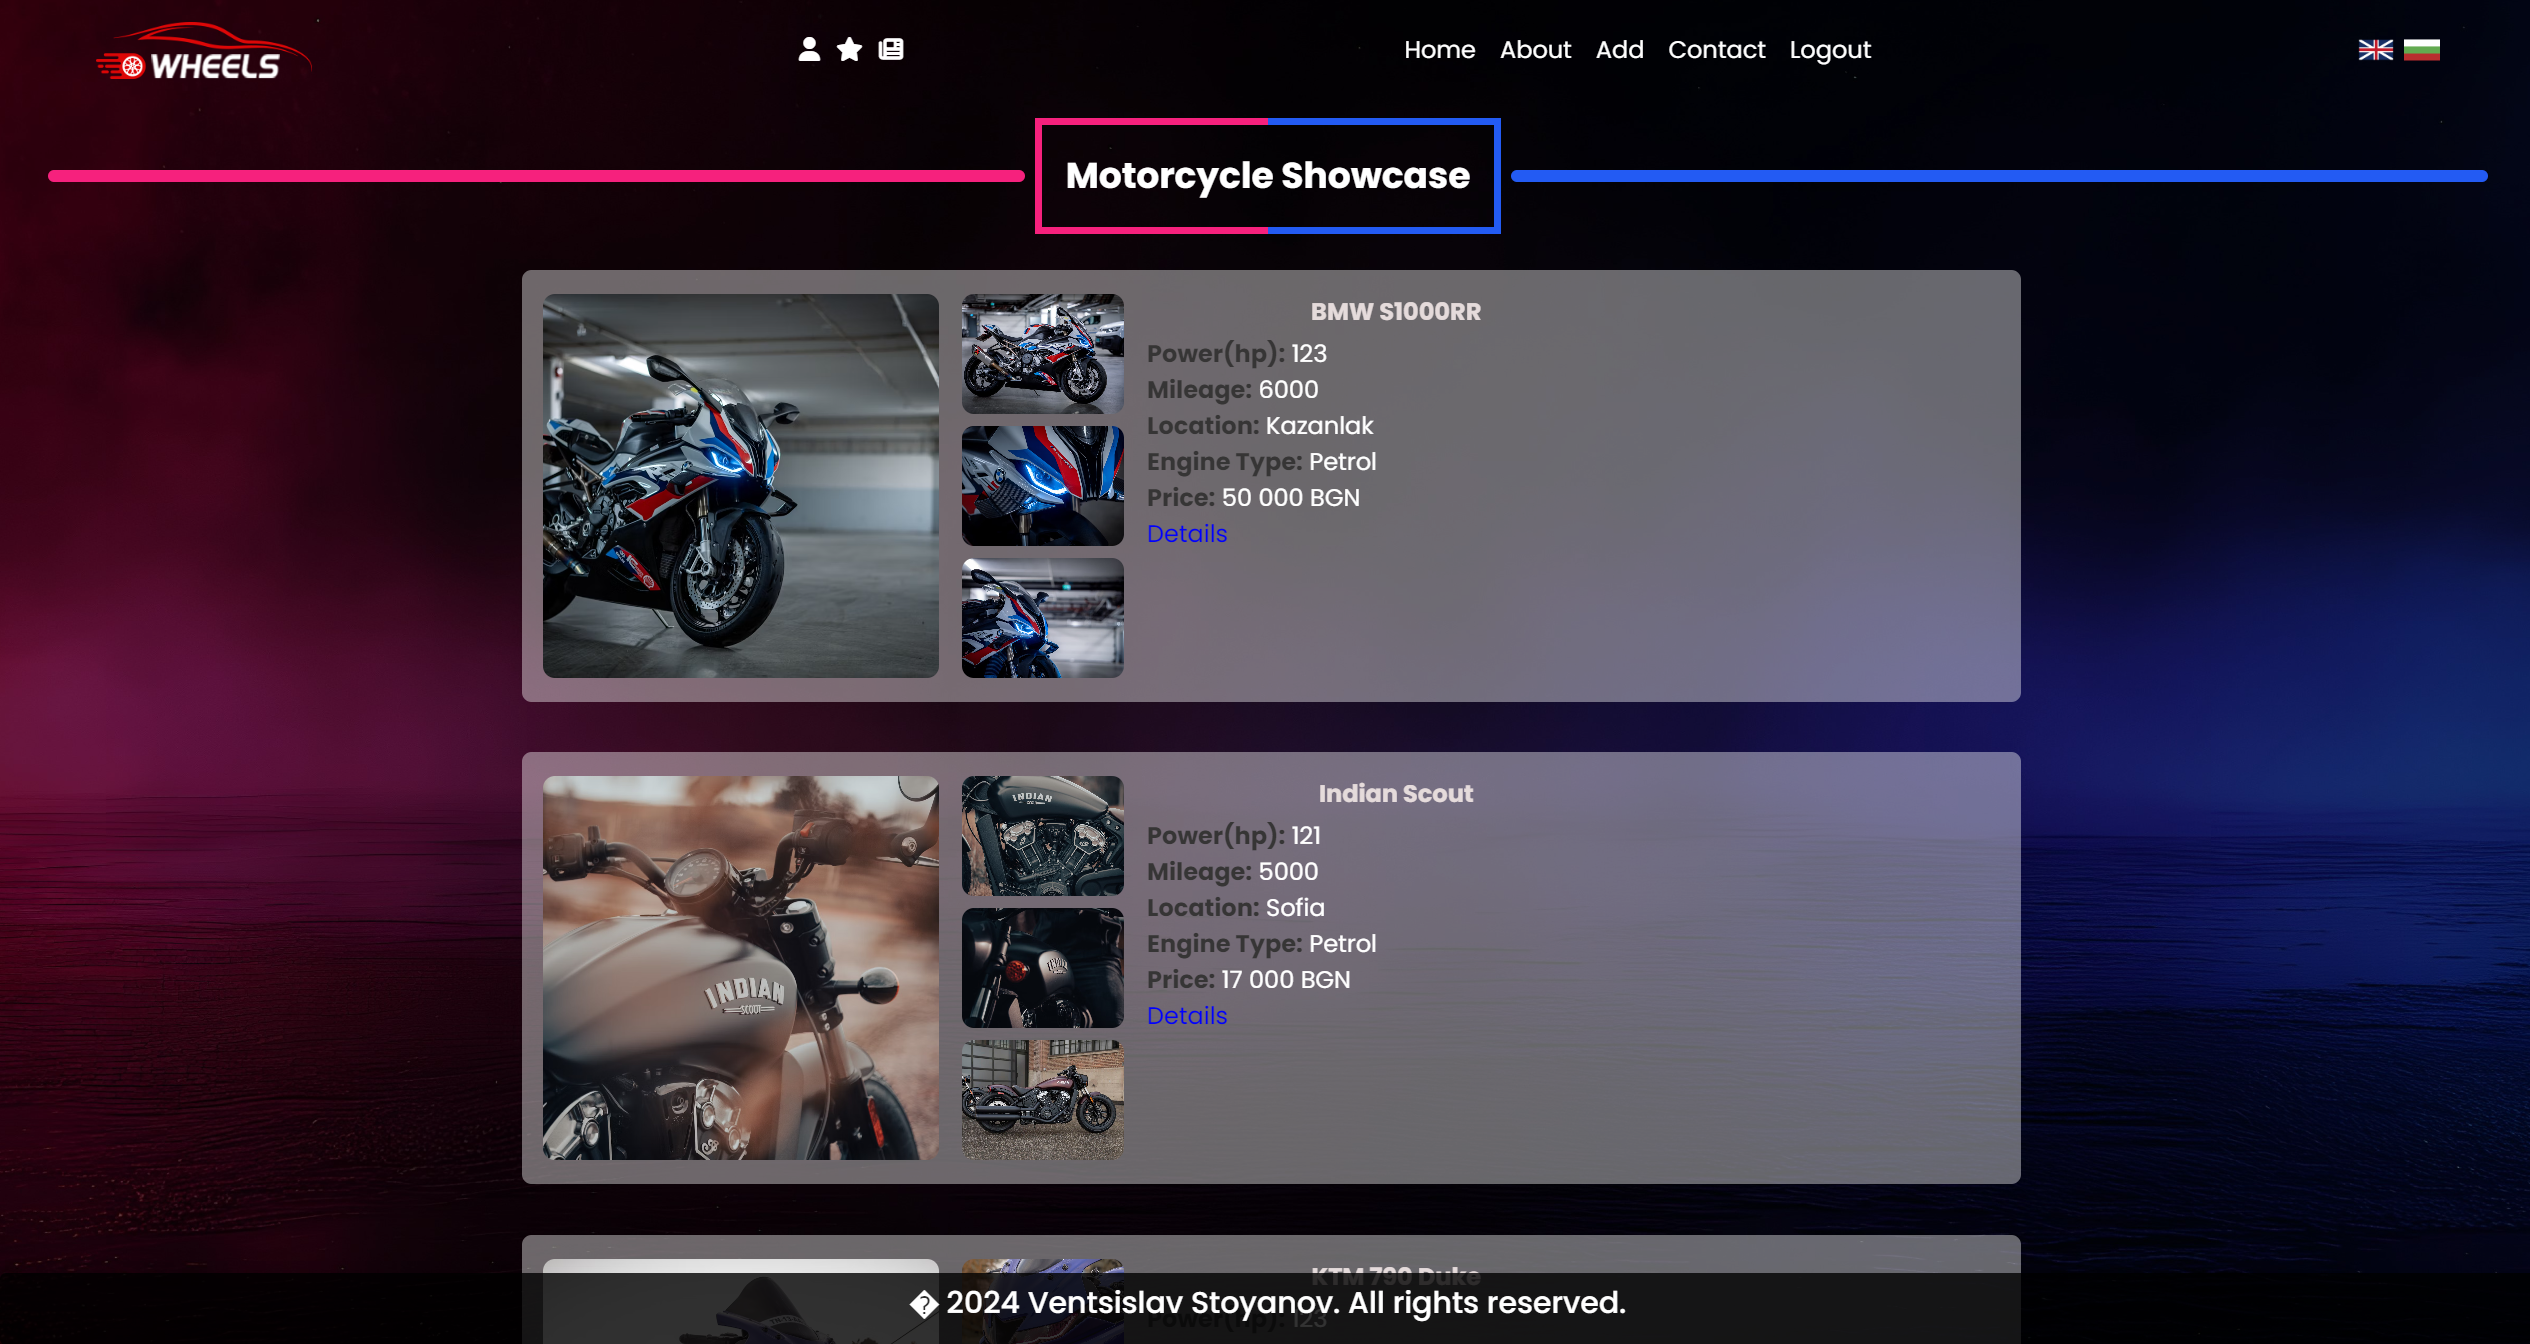 WHEELS
Home About Add Contact Logout
Motorcycle Showcase
BMW S1000RR
Power(hp): 123
Mileage: 6000
Location: Kazanlak
Engine Type: Petrol
Price: 50 000 BGN
Details
INDIAN
SCOUT
INDIAN
INDIAN
Indian Scout
Power(hp): 121
Mileage: 5000
Location: Sofia
Engine Type: Petrol
Price: 17 000 BGN
Details
KTM 790 Duke
Power(hp): 123
� 2024 Ventsislav Stoyanov. All rights reserved.